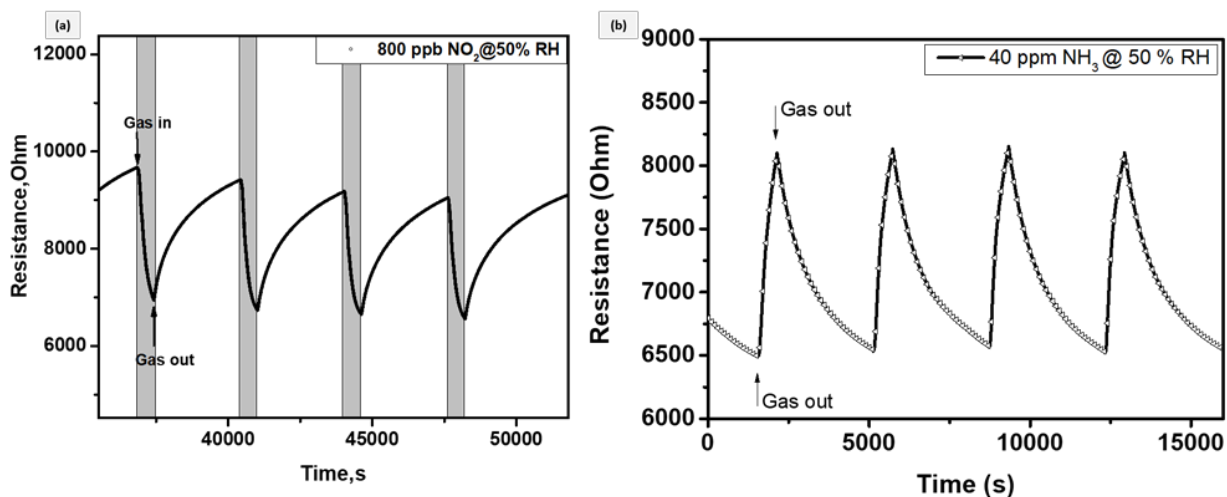 (a)
800 ppb NO2@50% RH
12000
10000
8000
6000
Resistance,Ohm
Gas in
Gas out
40000 45000 50000
Time,s
(b)
40 ppm NH3 @ 50 % RH
9000
8500
8000
7500
7000
6500
6000
Resistance (Ohm)
Gas out
Gas out
0 5000 10000 15000
Time (s)